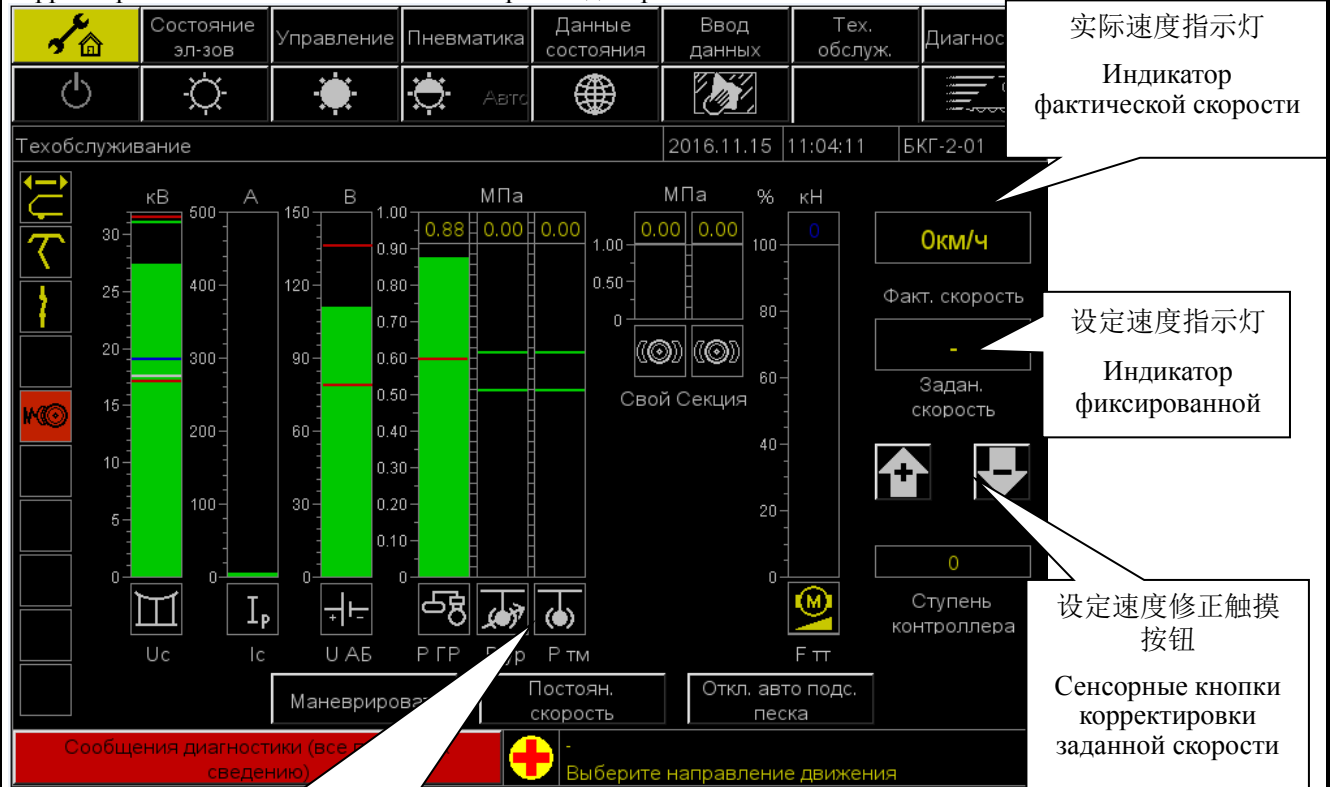 Состояние эл-зов
Управление
Пневматика
Данные состояния
Ввод данных
Тех. обслуж.
Авто
Техобслуживание
2016.11.15
11:04:11
БКГ-2-01
实际速度指示灯
Индикатор
фактической скорости
кВ
А
В
МПа
МПа
%
кН
30
25
20
15
10
5
0
500
400
300
200
100
0
150
120
90
60
30
0
1.00
0.90
0.80
0.70
0.60
0.50
0.40
0.30
0.20
0.10
0
0.88
0.00
0.00
0.00
0.00
1.00
0.50
0
Свой Секция
0
100
80
60
40
20
0
0км/ч
Факт. скорость
-
Задан.
скорость
设定速度指示灯
Индикатор
фиксированной
0
Ступень
контроллера
设定速度修正触摸
按钮
Сенсорные кнопки
корректировки
заданной скорости
Uс
Iс
U АБ
P ГР
P тм
F тт
Постоян.
скорость
Откл. авто подс.
песка
Сообщения диагностики (все
сведению)
-
Выберите направление движения